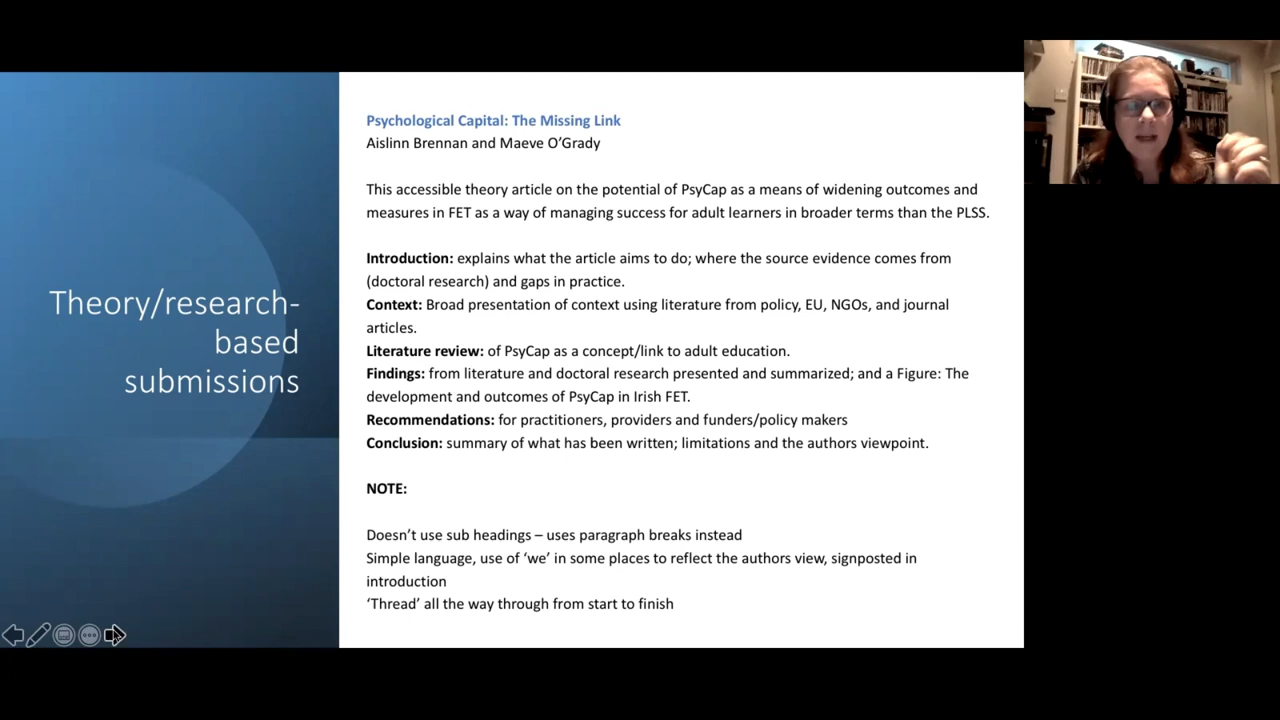 Theory/research-
based
submissions
Psychological Capital: The Missing Link
Aislinn Brennan and Maeve O’Grady
This accessible theory article on the potential of PsyCap as a means of widening outcomes and
measures in FET as a way of managing success for adult learners in broader terms than the PLSS.
Introduction: explains what the article aims to do; where the source evidence comes from
(doctoral research) and gaps in practice.
Context: Broad presentation of context using literature from policy, EU, NGOs, and journal
articles.
Literature review: of PsyCap as a concept/link to adult education.
Findings: from literature and doctoral research presented and summarized; and a Figure: The
development and outcomes of PsyCap in Irish FET.
Recommendations: for practitioners, providers and funders/policy makers
Conclusion: summary of what has been written; limitations and the authors viewpoint.
NOTE:
Doesn’t use sub headings – uses paragraph breaks instead
Simple language, use of ‘we’ in some places to reflect the authors view, signposted in
introduction
‘Thread’ all the way through from start to finish